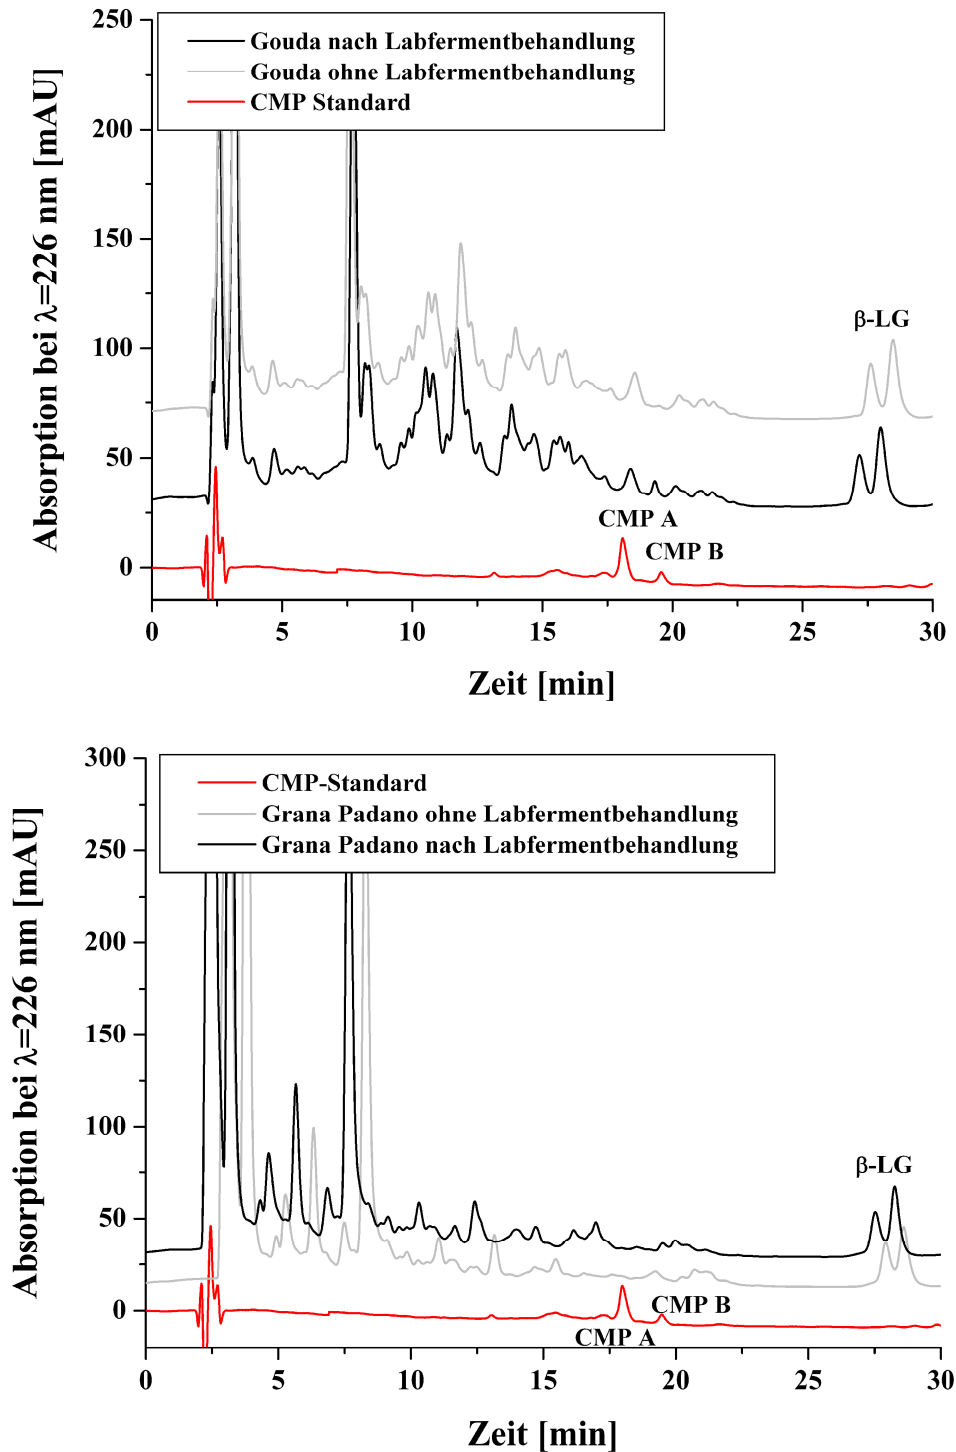 Gouda nach Labfermentbehandlung
Gouda ohne Labfermentbehandlung
CMP Standard
Absorption bei λ=226 nm [mAU]
250
200
150
100
50
0
β-LG
CMP A
CMP B
0 5 10 15 20 25 30
Zeit [min]
CMP-Standard
Grana Padano ohne Labfermentbehandlung
Grana Padano nach Labfermentbehandlung
Absorption bei λ=226 nm [mAU]
300
250
200
150
100
50
0
β-LG
CMP B
CMP A
0 5 10 15 20 25 30
Zeit [min]